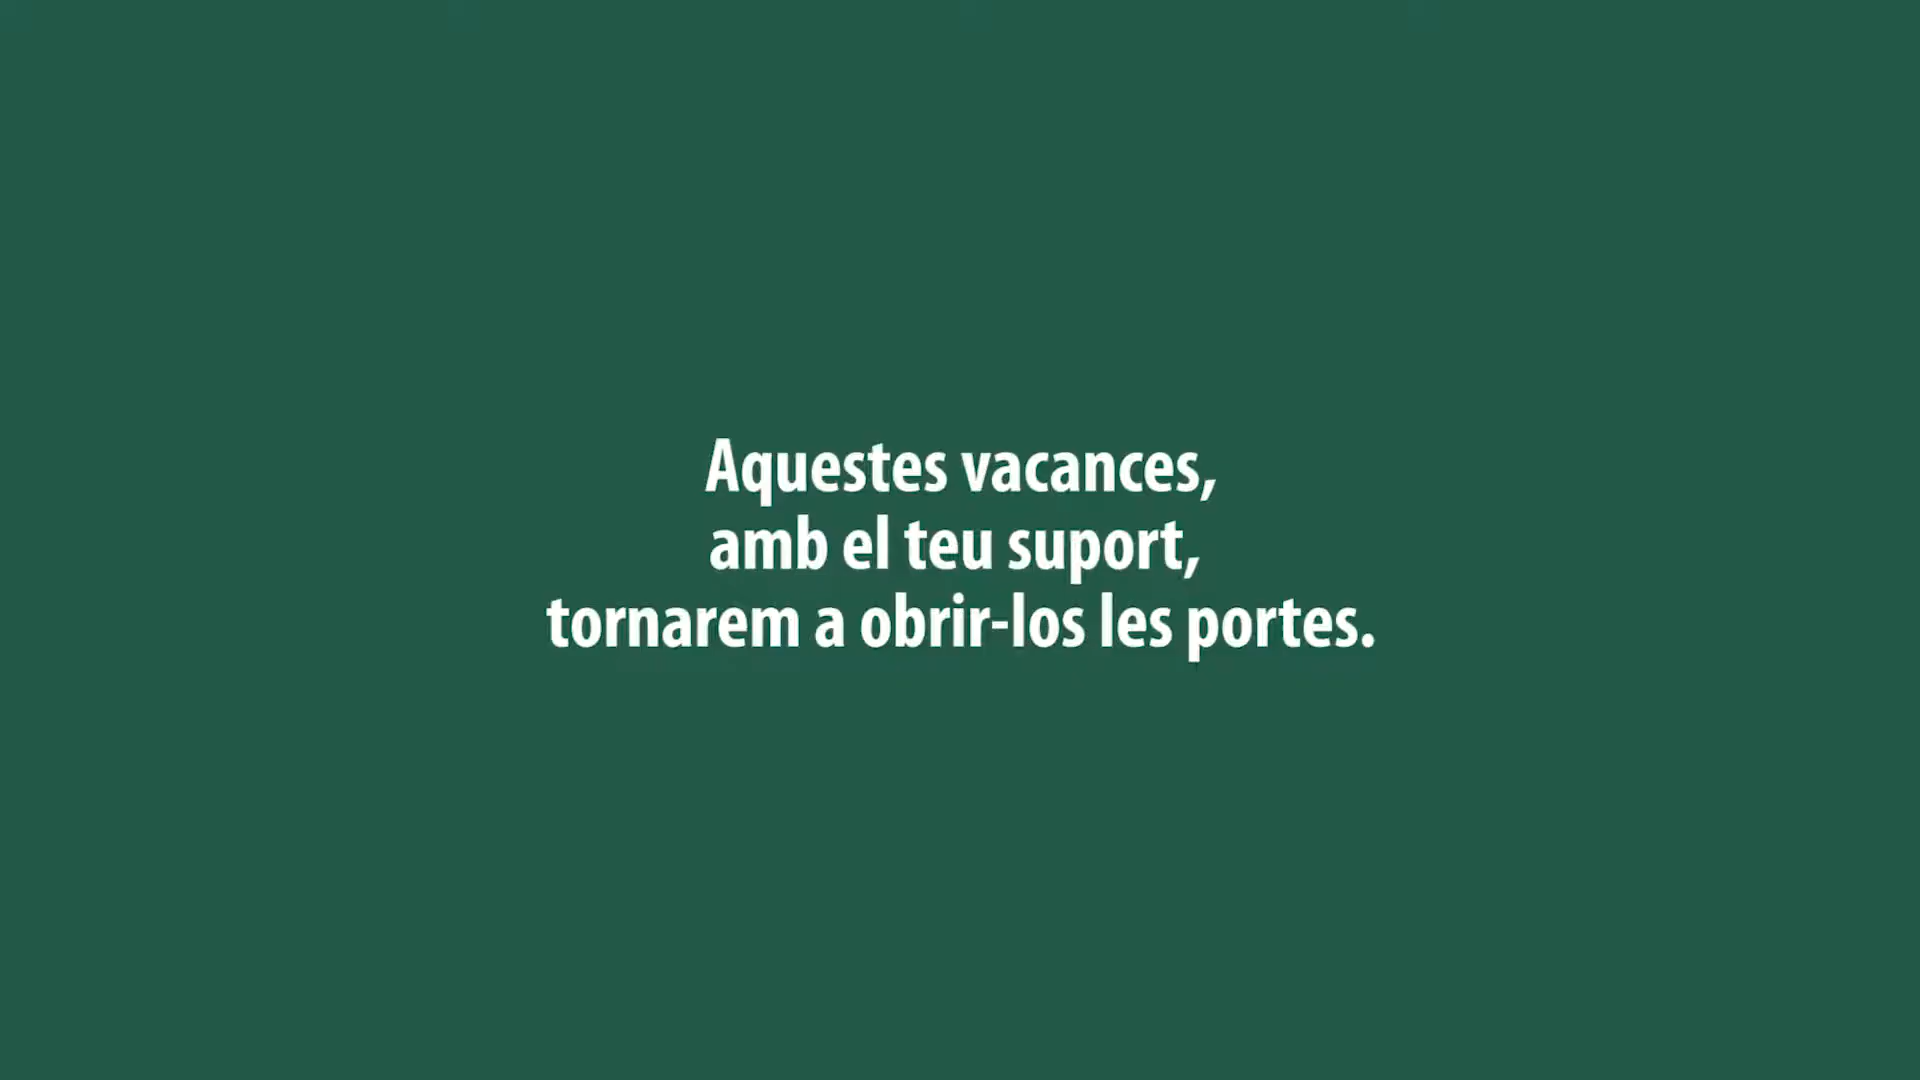 Aquestes vacances,
amb el teu suport,
tornarem a obrir-los les portes.